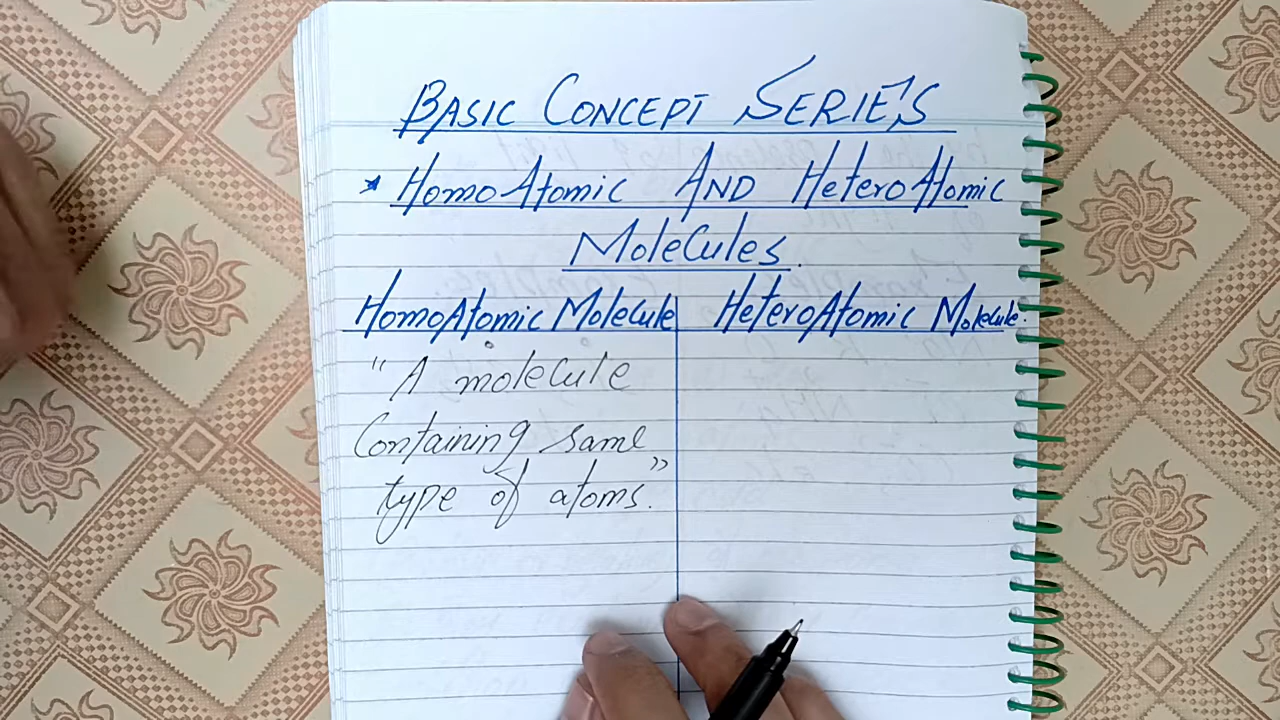 BASIC CONCEPT SERIES
* HomoAtomic AND HeteroAtomic
MoleCules.
HomoAtomic Molecule
"A molecule
Containing same
type of atoms."
HeteroAtomic Molecule.